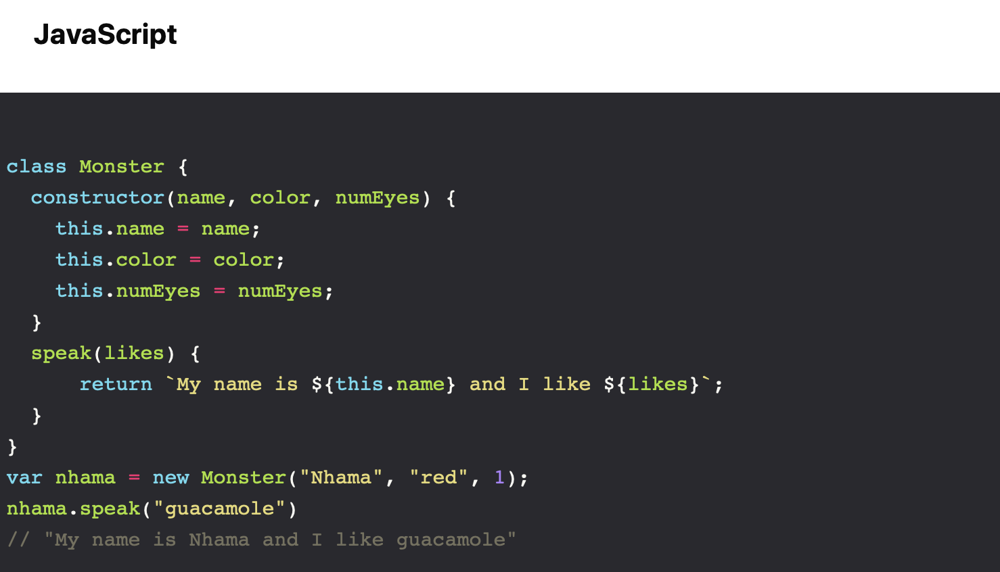 JavaScript
class Monster {
  constructor(name, color, numEyes) {
    this.name = name;
    this.color = color;
    this.numEyes = numEyes;
  }
  speak(likes) {
      return `My name is ${this.name} and I like ${likes}`;
  }
}
var nhama = new Monster("Nhama", "red", 1);
nhama.speak("guacamole")
// "My name is Nhama and I like guacamole"